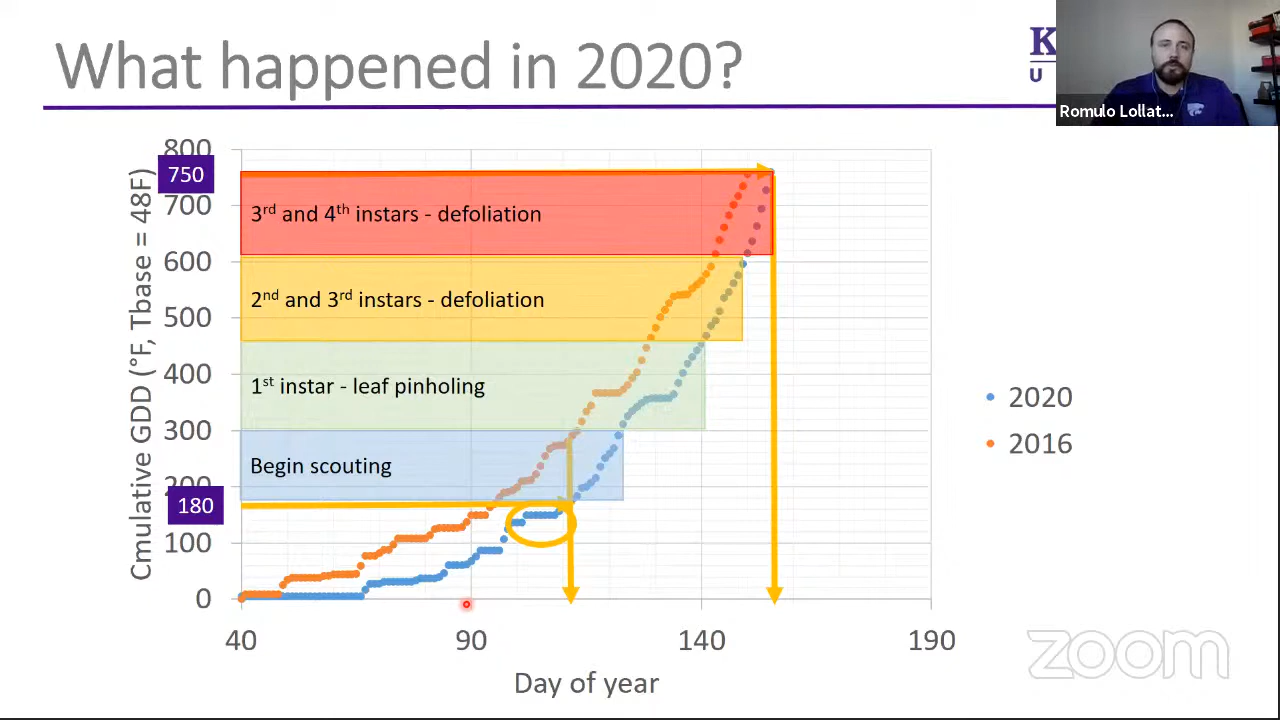 What happened in 2020?
K
U
Romulo Lollat...
800
750
700
600
500
400
300
200
180
100
0
Cmulative GDD (°F, Tbase = 48F)
3rd and 4th instars - defoliation
2nd and 3rd instars - defoliation
1st instar - leaf pinholing
Begin scouting
2020
2016
40
90
140
190
Day of year
zoom